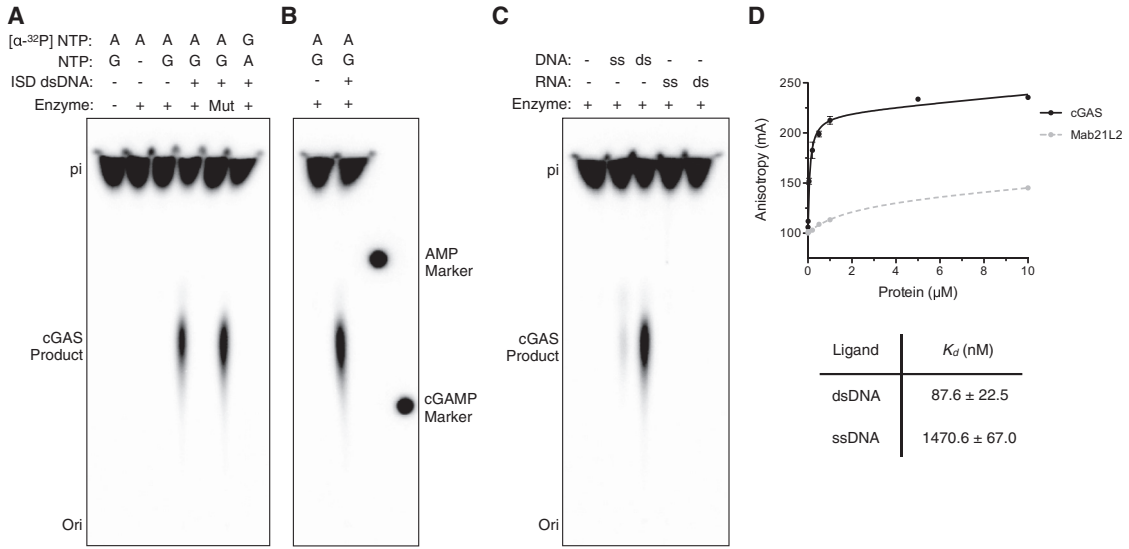 A
[α-³²P] NTP: A A A A A G
NTP: G - G G G A
ISD dsDNA: - - - + + +
Enzyme: - + + + Mut +
pi
cGAS
Product
Ori
B
A A
G G
- +
+ +
AMP
Marker
cGAMP
Marker
C
DNA: - ss ds - -
RNA: - - - ss ds
Enzyme: + + + + +
pi
cGAS
Product
Ori
D
250
200
150
100
Anisotropy (mA)
0 2 4 6 8 10
Protein (µM)
cGAS
Mab21L2
Ligand Kd (nM)
dsDNA 87.6 ± 22.5
ssDNA 1470.6 ± 67.0